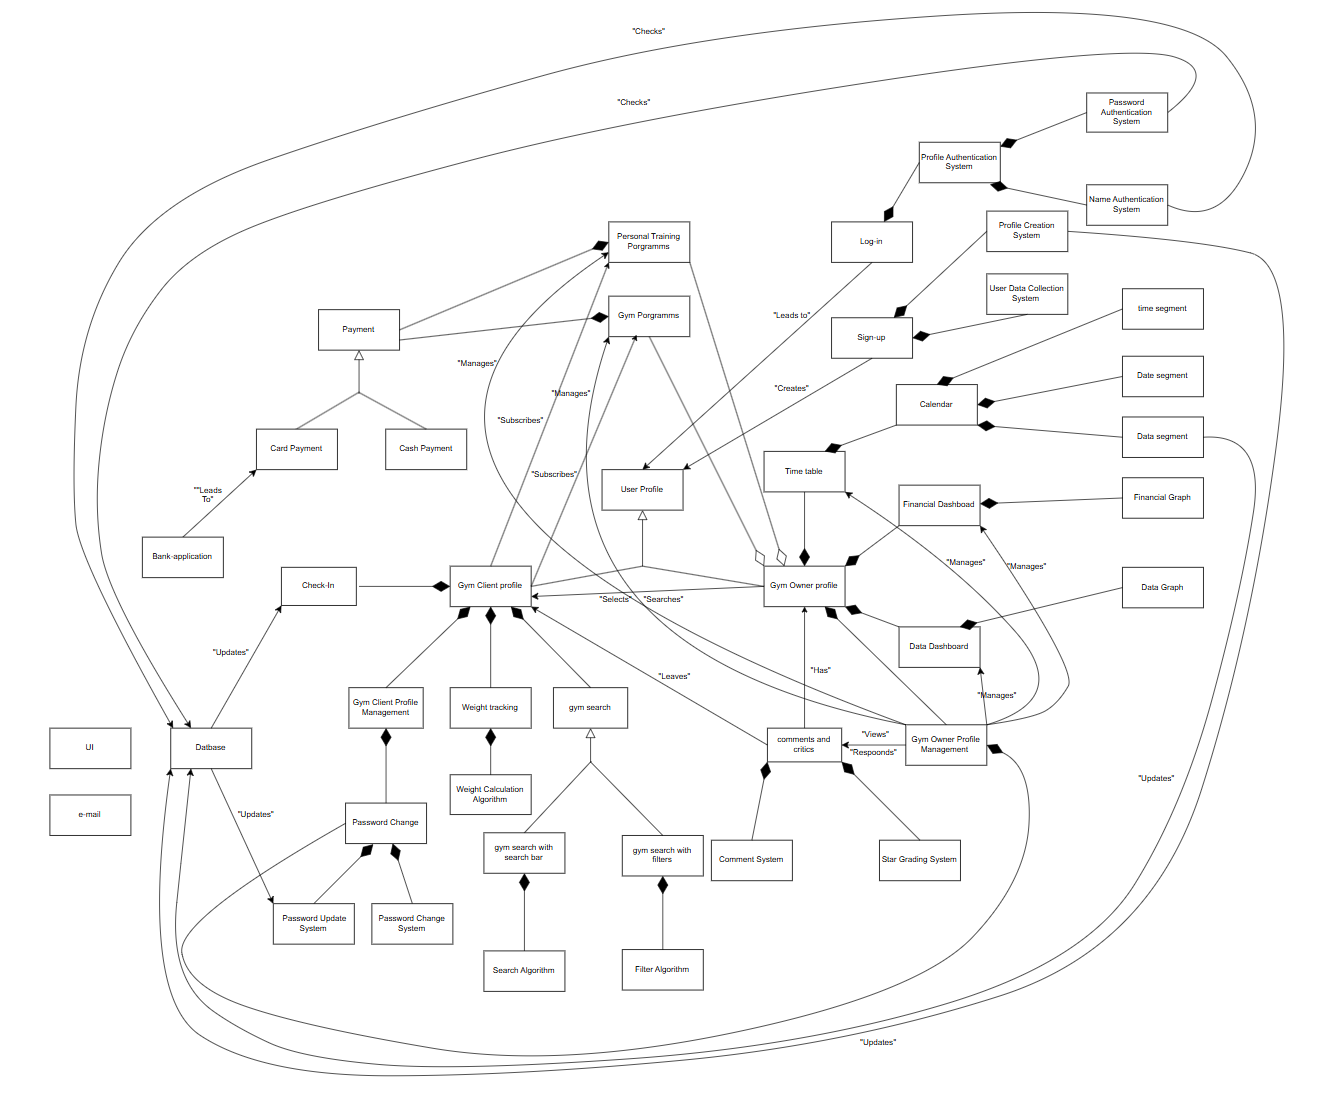 "Checks"
"Checks"
Password
Authentication
System
Profile Authentication
System
Name Authentication
System
Personal Training
Porgramms
Log-in
Profile Creation
System
User Data Collection
System
Payment
Gym Porgramms
"Leads to"
Sign-up
time segment
"Manages"
"Manages"
"Creates"
Date segment
Calendar
"Subscribes"
Card Payment
Cash Payment
Data segment
""Leads
To"
"Subscribes"
User Profile
Time table
Financial Dashboad
Financial Graph
Bank-application
"Manages"
"Manages"
Check-In
Gym Client profile
Gym Owner profile
Data Graph
"Selects"
"Searches"
"Updates"
"Leaves"
"Has"
Data Dashboard
"Manages"
Gym Client Profile
Management
Weight tracking
gym search
UI
Datbase
comments and
critics
"Views"
"Respoonds"
Gym Owner Profile
Management
"Updates"
Weight Calculation
Algorithm
e-mail
"Updates"
Password Change
gym search with
search bar
gym search with
filters
Comment System
Star Grading System
Password Update
System
Password Change
System
Search Algorithm
Filter Algorithm
"Updates"